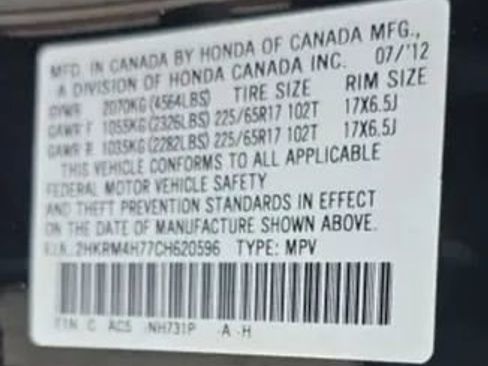 MFD. IN CANADA BY HONDA OF CANADA MFG.,
A DIVISION OF HONDA CANADA INC. 07/'12
GVWR 2070KG (4564LBS) TIRE SIZE RIM SIZE
GAWR F 1055KG (2326LBS) 225/65R17 102T 17X6.5J
GAWR R 1035KG (2282LBS) 225/65R17 102T 17X6.5J
THIS VEHICLE CONFORMS TO ALL APPLICABLE
FEDERAL MOTOR VEHICLE SAFETY
AND THEFT PREVENTION STANDARDS IN EFFECT
ON THE DATE OF MANUFACTURE SHOWN ABOVE.
2HKRM4H77CH620596 TYPE: MPV
C AC5 NH731P -A -H